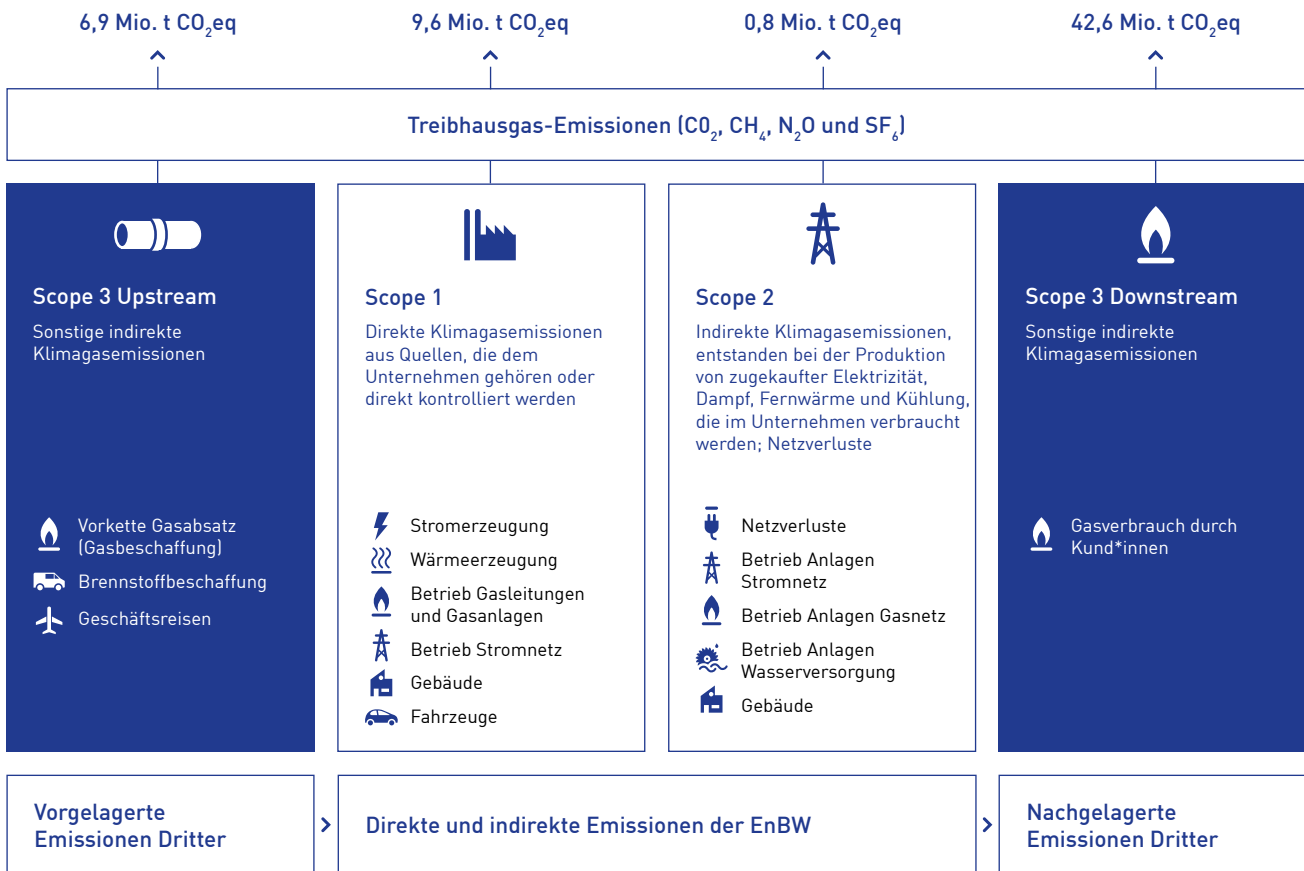 6,9 Mio. t CO₂eq
9,6 Mio. t CO₂eq
0,8 Mio. t CO₂eq
42,6 Mio. t CO₂eq
Treibhausgas-Emissionen (CO₂, CH₄, N₂O und SF₆)
Scope 3 Upstream
Sonstige indirekte
Klimagasemissionen
Vorkette Gasabsatz
(Gasbeschaffung)
Brennstoffbeschaffung
Geschäftsreisen
Scope 1
Direkte Klimagasemissionen
aus Quellen, die dem
Unternehmen gehören oder
direkt kontrolliert werden
Stromerzeugung
Wärmeerzeugung
Betrieb Gasleitungen
und Gasanlagen
Betrieb Stromnetz
Gebäude
Fahrzeuge
Scope 2
Indirekte Klimagasemissionen,
entstanden bei der Produktion
von zugekaufter Elektrizität,
Dampf, Fernwärme und Kühlung,
die im Unternehmen verbraucht
werden; Netzverluste
Netzverluste
Betrieb Anlagen
Stromnetz
Betrieb Anlagen Gasnetz
Betrieb Anlagen
Wasserversorgung
Gebäude
Scope 3 Downstream
Sonstige indirekte
Klimagasemissionen
Gasverbrauch durch
Kund*innen
Vorgelagerte
Emissionen Dritter
Direkte und indirekte Emissionen der EnBW
Nachgelagerte
Emissionen Dritter